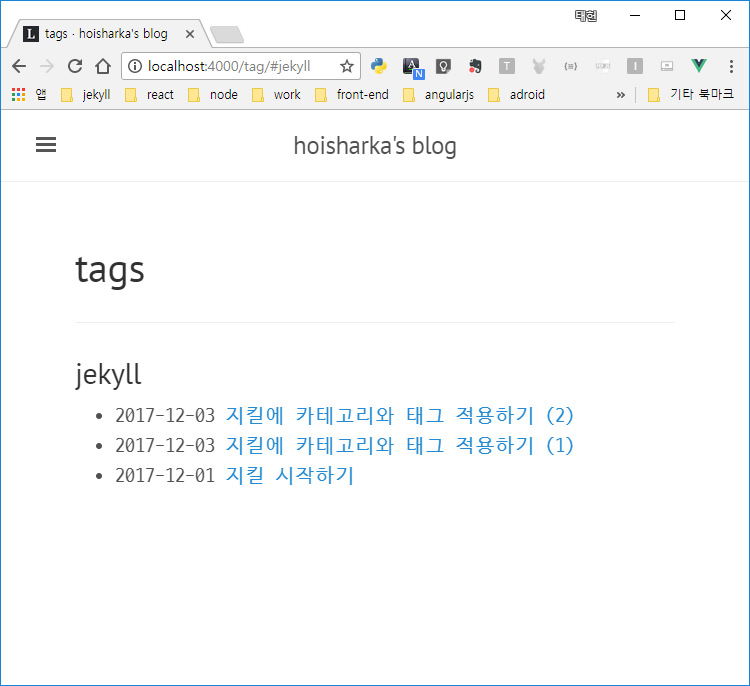 태현
L tags · hoisharka's blog
localhost:4000/tag/#jekyll
앱 jekyll react node work front-end angularjs adroid » 기타 북마크
hoisharka's blog
tags
jekyll
2017-12-03 지킬에 카테고리와 태그 적용하기 (2)
2017-12-03 지킬에 카테고리와 태그 적용하기 (1)
2017-12-01 지킬 시작하기